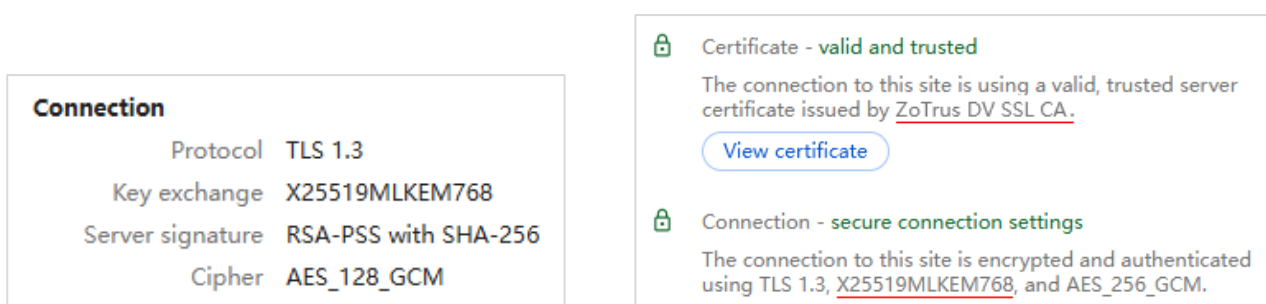 Connection
Protocol TLS 1.3
Key exchange X25519MLKEM768
Server signature RSA-PSS with SHA-256
Cipher AES_128_GCM
Certificate - valid and trusted
The connection to this site is using a valid, trusted server
certificate issued by ZoTrus DV SSL CA.
View certificate
Connection - secure connection settings
The connection to this site is encrypted and authenticated
using TLS 1.3, X25519MLKEM768, and AES_256_GCM.